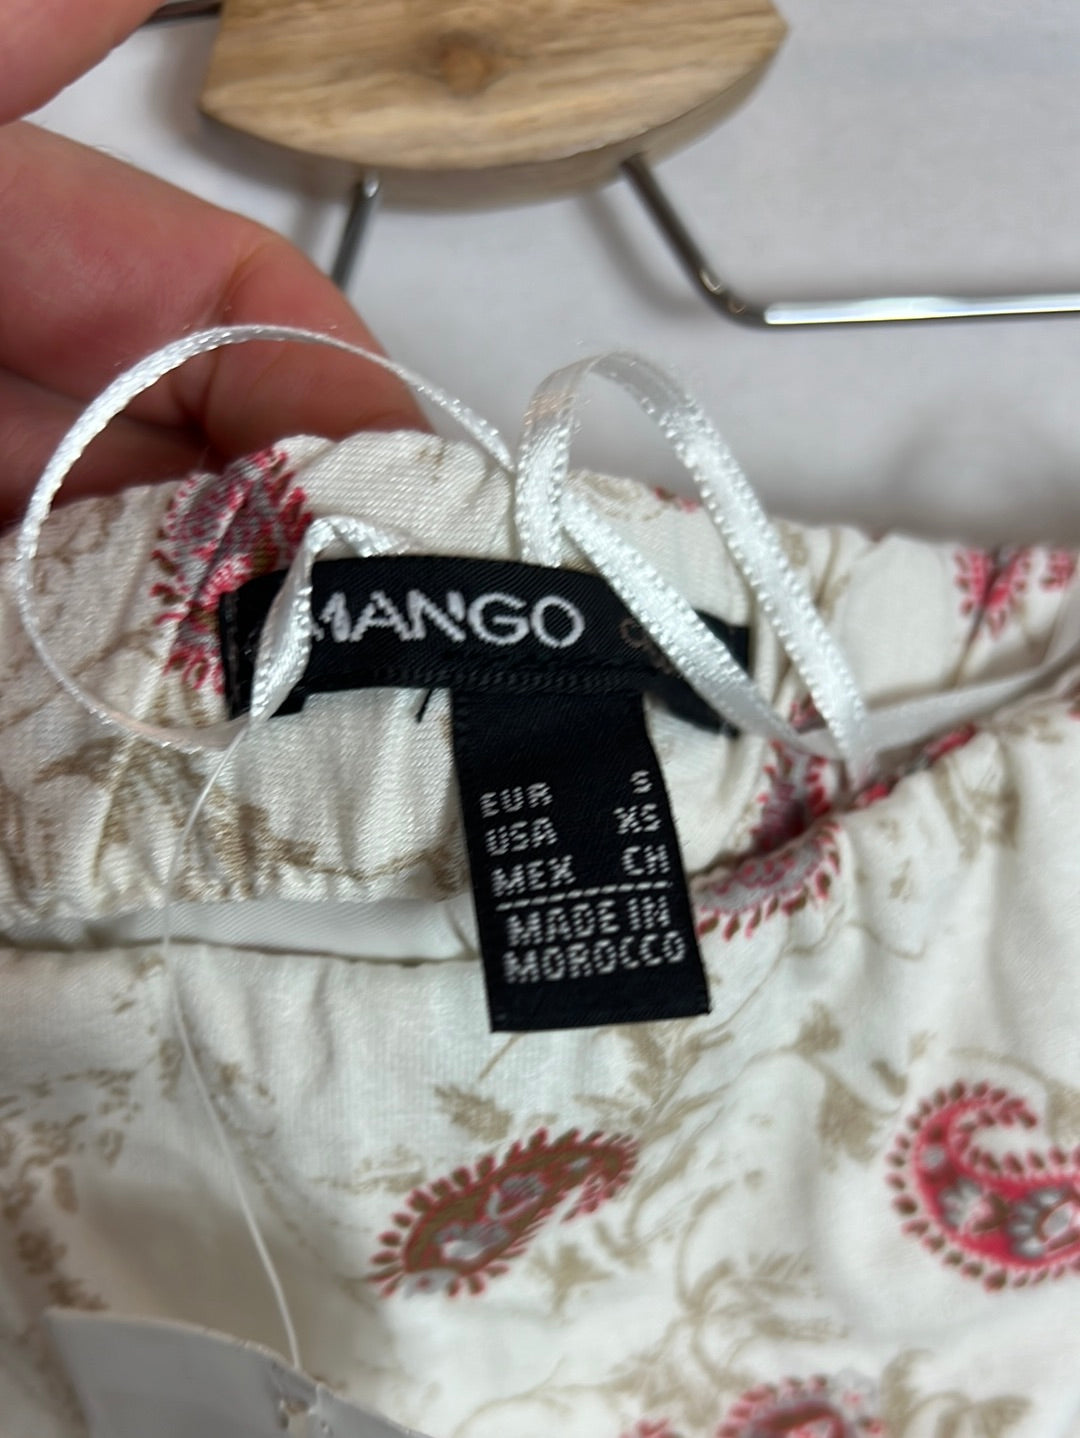 MANGO
EUR S
USA XS
MEX CH
MADE IN
MOROCCO